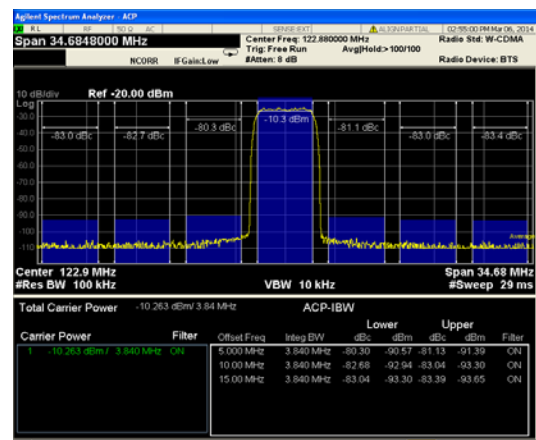 Agilent Spectrum Analyzer - ACP
RL RF 50 Ω AC SENSE:EXT ALIGN PARTIAL 02:55:00 PM Mar 06, 2014
Span 34.6848000 MHz Center Freq: 122.880000 MHz Radio Std: W-CDMA
Trig: Free Run Avg|Hold:>100/100
NCORR IFGain:Low #Atten: 8 dB Radio Device: BTS
10 dB/div Ref -20.00 dBm
Log
-30.0 -10.3 dBm
-40.0 -83.0 dBc -82.7 dBc -80.3 dBc -81.1 dBc -83.0 dBc -83.4 dBc
-50.0
-60.0
-70.0
-80.0
-90.0
-100
-110 Average
Center 122.9 MHz Span 34.68 MHz
#Res BW 100 kHz VBW 10 kHz #Sweep 29 ms
Total Carrier Power -10.263 dBm/ 3.84 MHz ACP-IBW
Lower Upper
Carrier Power Filter Offset Freq Integ BW dBc dBm dBc dBm Filter
1 -10.263 dBm / 3.840 MHz ON 5.000 MHz 3.840 MHz -80.30 -90.57 -81.13 -91.39 ON
10.00 MHz 3.840 MHz -82.68 -92.94 -83.04 -93.30 ON
15.00 MHz 3.840 MHz -83.04 -93.30 -83.39 -93.65 ON